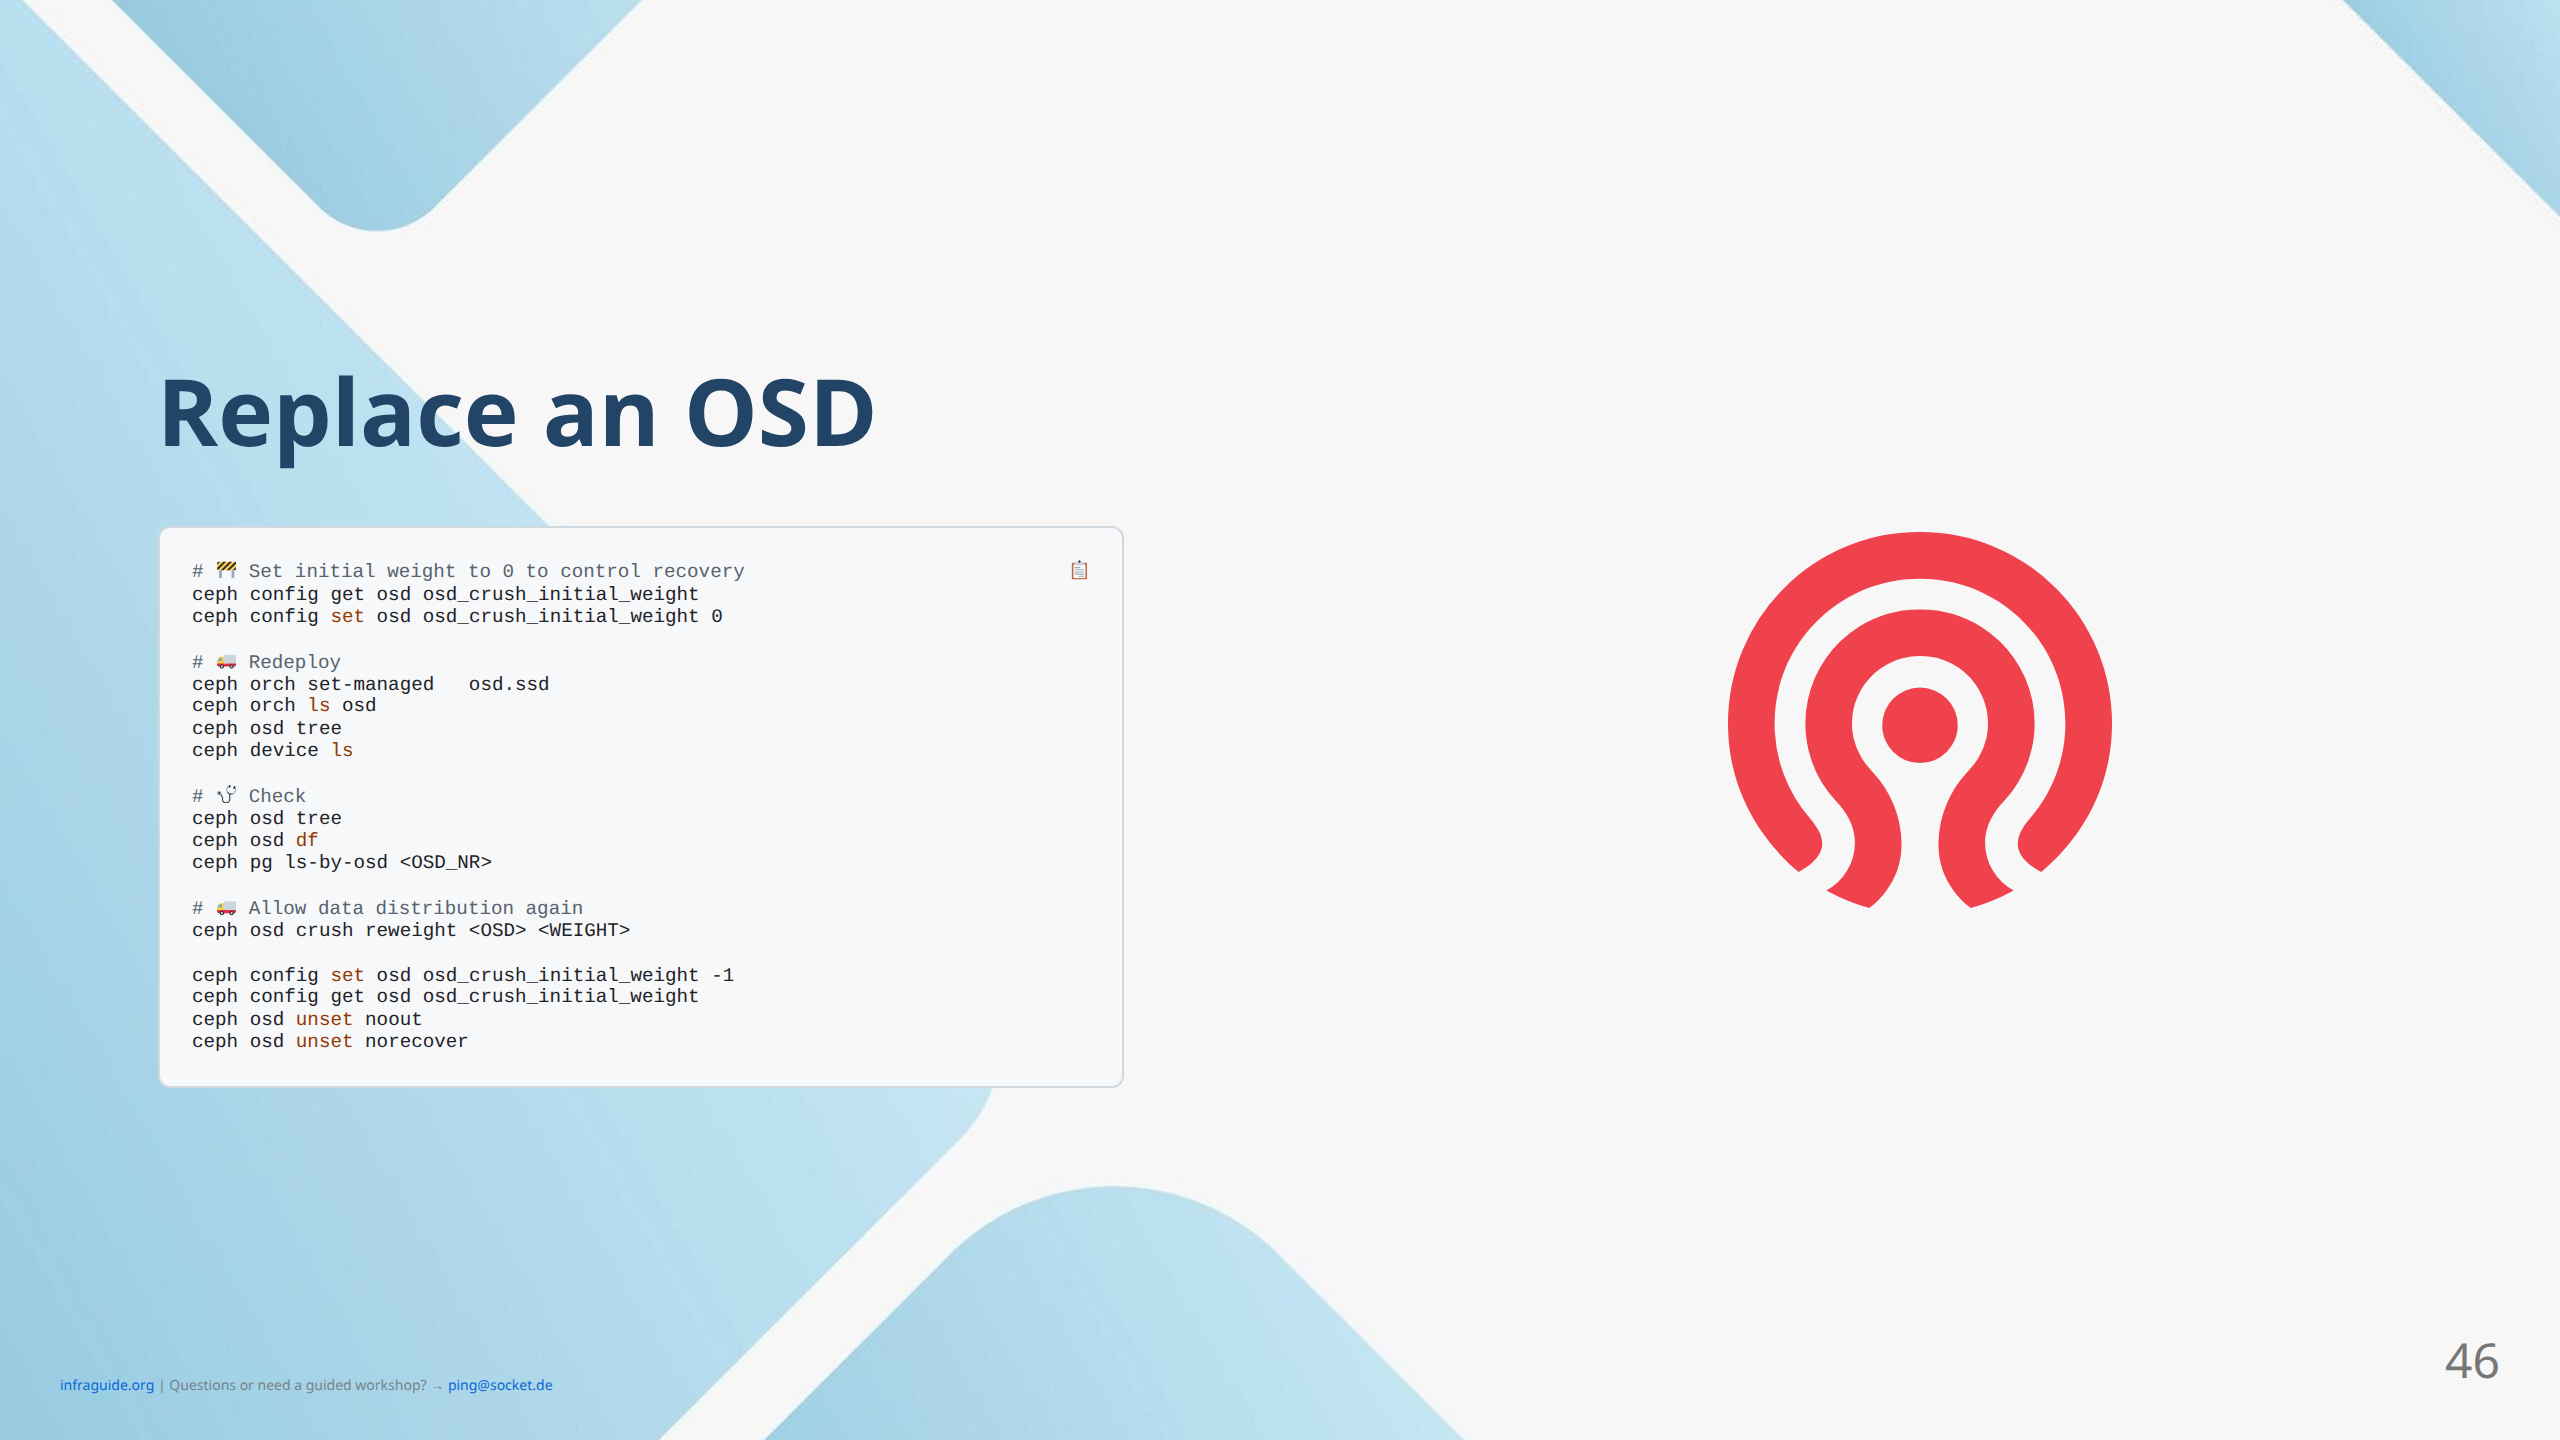 Replace an OSD
# 🚧 Set initial weight to 0 to control recovery
📋
ceph config get osd osd_crush_initial_weight
ceph config set osd osd_crush_initial_weight 0
# 🚚 Redeploy
ceph orch set-managed   osd.ssd
ceph orch ls osd
ceph osd tree
ceph device ls
# 🩺 Check
ceph osd tree
ceph osd df
ceph pg ls-by-osd <OSD_NR>
# 🚚 Allow data distribution again
ceph osd crush reweight <OSD> <WEIGHT>
ceph config set osd osd_crush_initial_weight -1
ceph config get osd osd_crush_initial_weight
ceph osd unset noout
ceph osd unset norecover
infraguide.org | Questions or need a guided workshop? → ping@socket.de
46